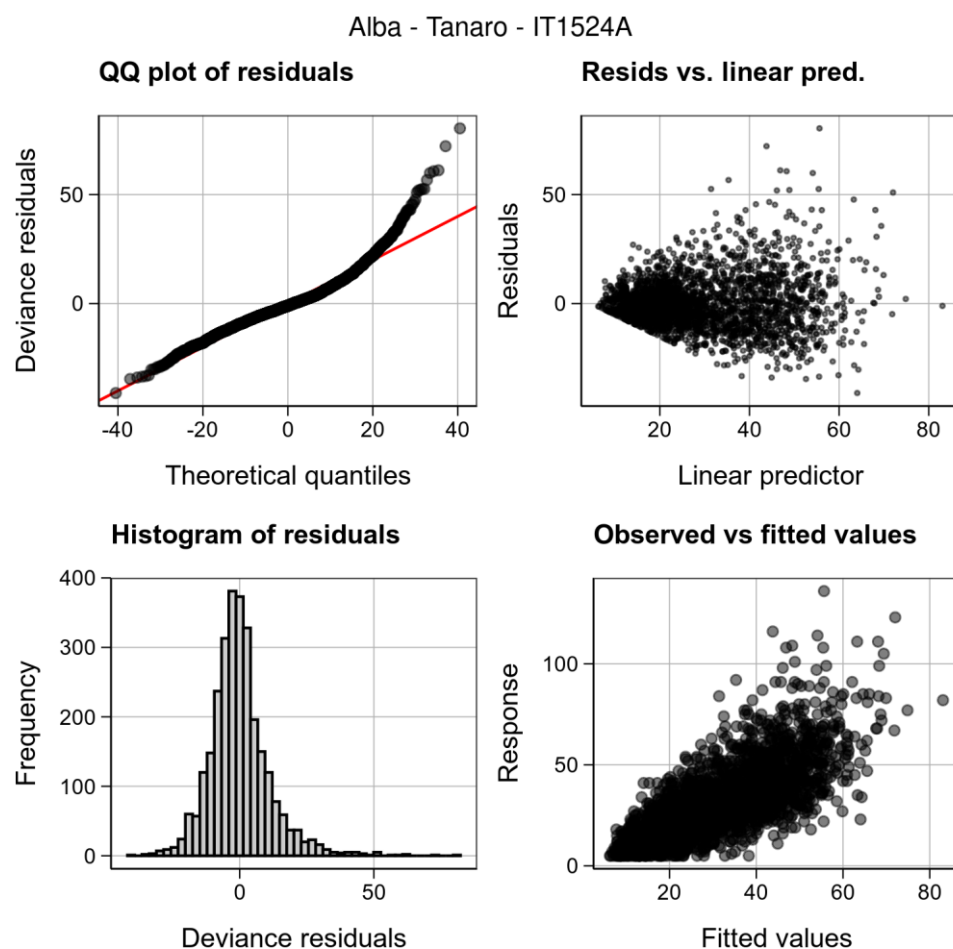 Alba - Tanaro - IT1524A
QQ plot of residuals
Deviance residuals
50
0
-40 -20 0 20 40
Theoretical quantiles
Resids vs. linear pred.
Residuals
50
0
20 40 60 80
Linear predictor
Histogram of residuals
Frequency
400
300
200
100
0
0 50
Deviance residuals
Observed vs fitted values
Response
100
50
0
20 40 60 80
Fitted values